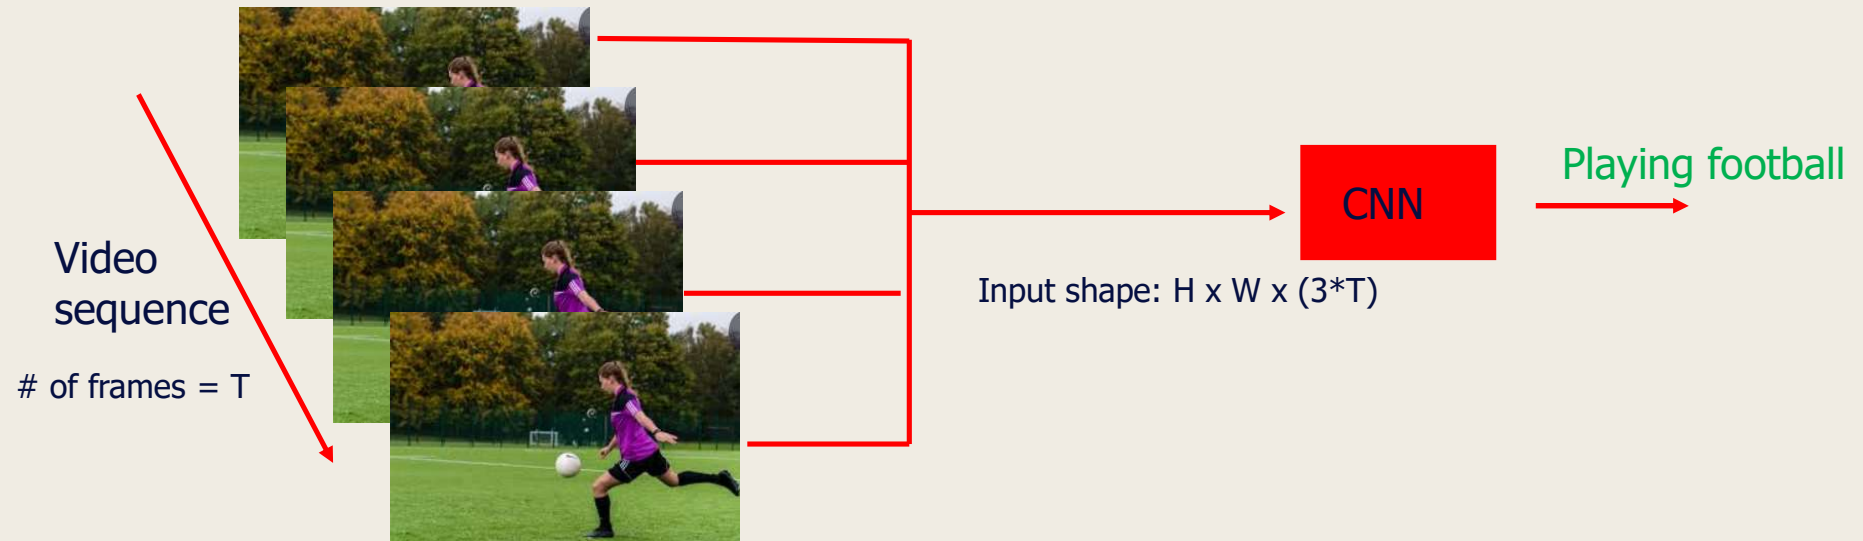 Video
sequence
# of frames = T
Input shape: H x W x (3*T)
CNN
Playing football